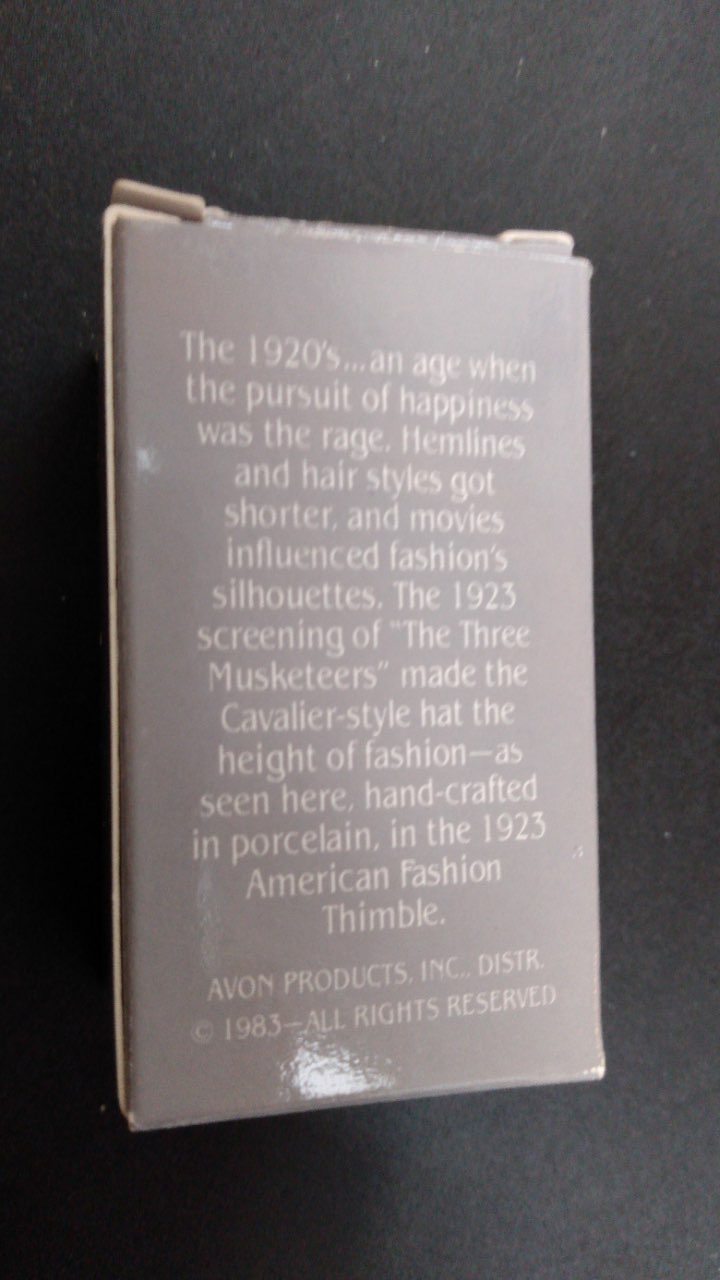 The 1920's...an age when
the pursuit of happiness
was the rage. Hemlines
and hair styles got
shorter, and movies
influenced fashion's
silhouettes. The 1923
screening of "The Three
Musketeers" made the
Cavalier-style hat the
height of fashion—as
seen here, hand-crafted
in porcelain, in the 1923
American Fashion
Thimble.
AVON PRODUCTS, INC., DISTR.
© 1983—ALL RIGHTS RESERVED